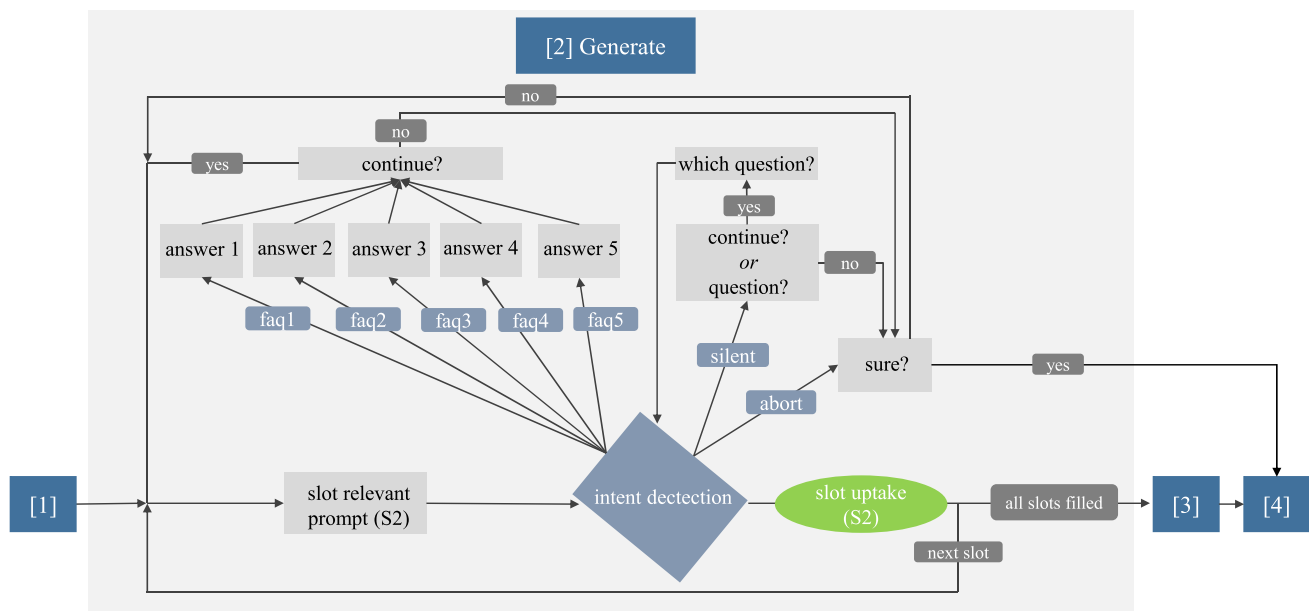 [2] Generate
no
no
yes
continue?
which question?
yes
answer 1
answer 2
answer 3
answer 4
answer 5
continue?
or
question?
no
faq1
faq2
faq3
faq4
faq5
silent
sure?
yes
abort
[1]
slot relevant
prompt (S2)
intent dectection
slot uptake
(S2)
all slots filled
[3]
[4]
next slot